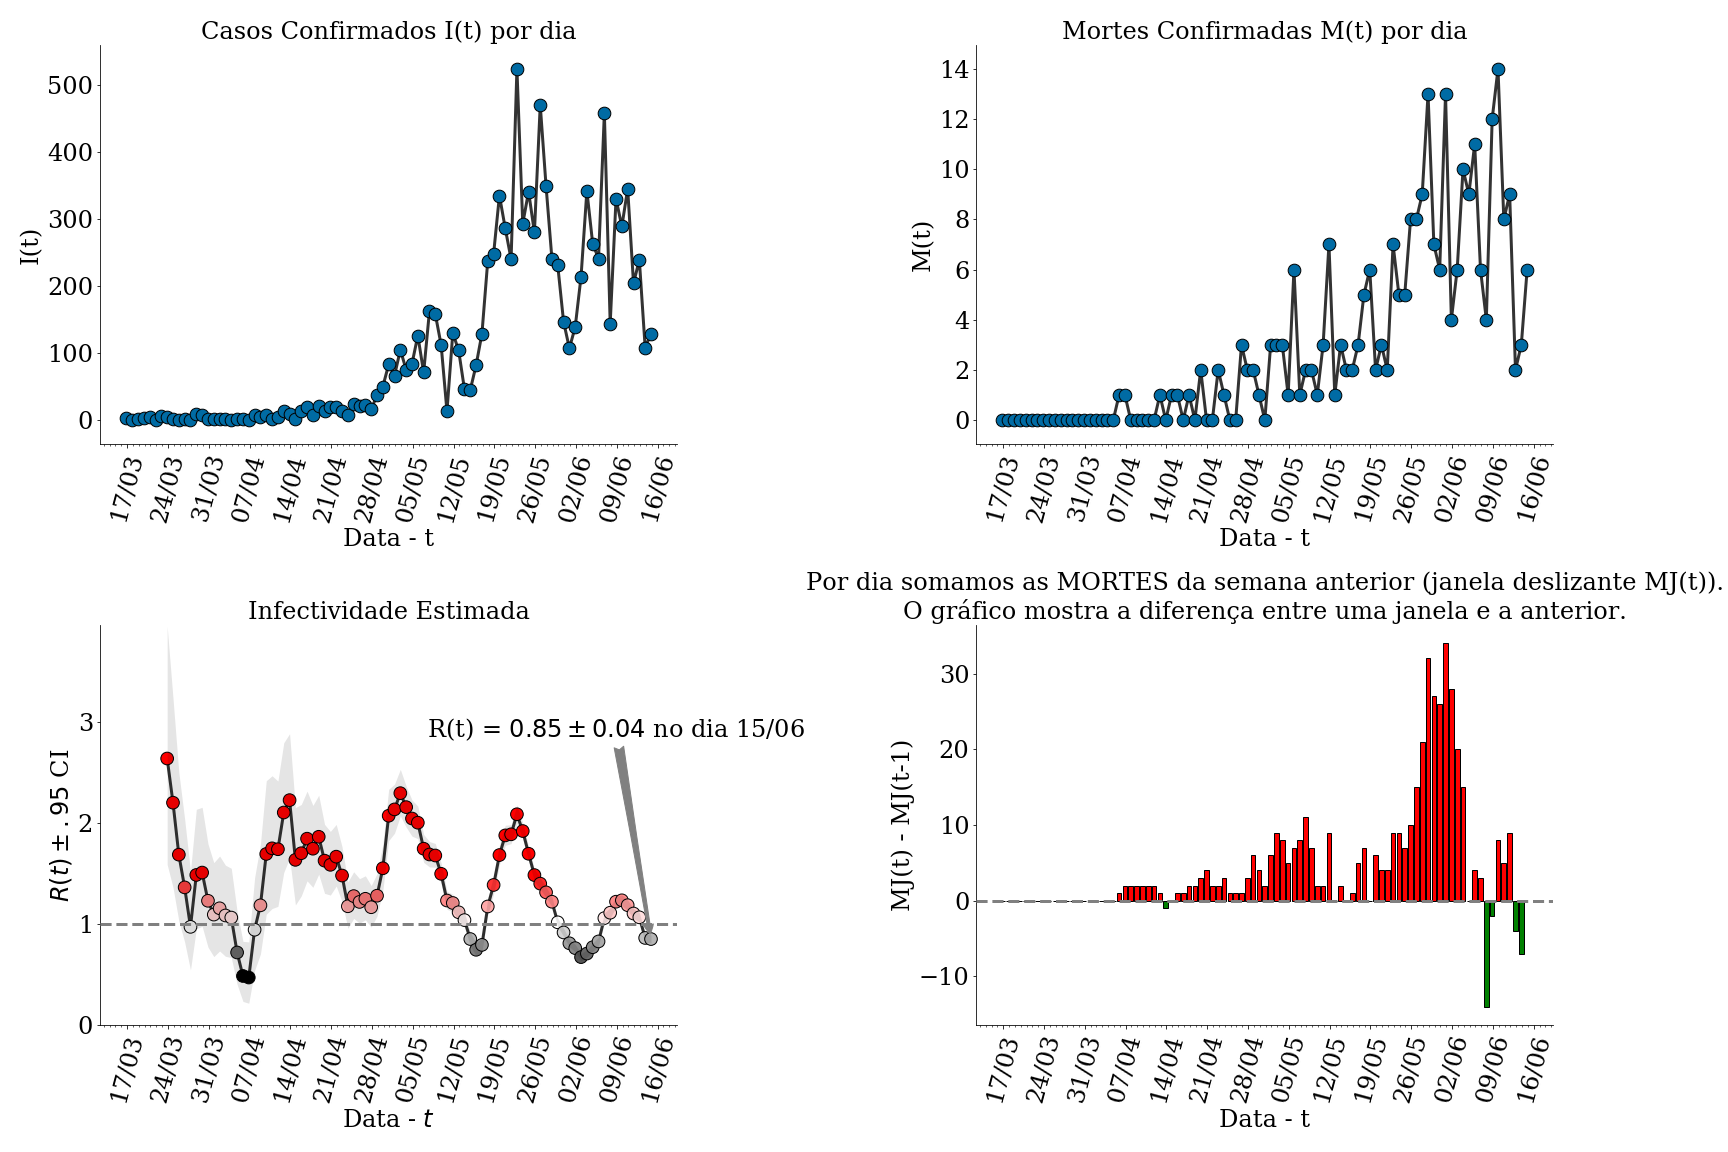 Casos Confirmados I(t) por dia
I(t)
500
400
300
200
100
0
17/03 24/03 31/03 07/04 14/04 21/04 28/04 05/05 12/05 19/05 26/05 02/06 09/06 16/06
Data - t
Mortes Confirmadas M(t) por dia
M(t)
14
12
10
8
6
4
2
0
17/03 24/03 31/03 07/04 14/04 21/04 28/04 05/05 12/05 19/05 26/05 02/06 09/06 16/06
Data - t
Infectividade Estimada
R(t) ± .95 CI
3
2
1
0
R(t) = 0.85 ± 0.04 no dia 15/06
17/03 24/03 31/03 07/04 14/04 21/04 28/04 05/05 12/05 19/05 26/05 02/06 09/06 16/06
Data - t
Por dia somamos as MORTES da semana anterior (janela deslizante MJ(t)).
O gráfico mostra a diferença entre uma janela e a anterior.
MJ(t) - MJ(t-1)
30
20
10
0
−10
17/03 24/03 31/03 07/04 14/04 21/04 28/04 05/05 12/05 19/05 26/05 02/06 09/06 16/06
Data - t